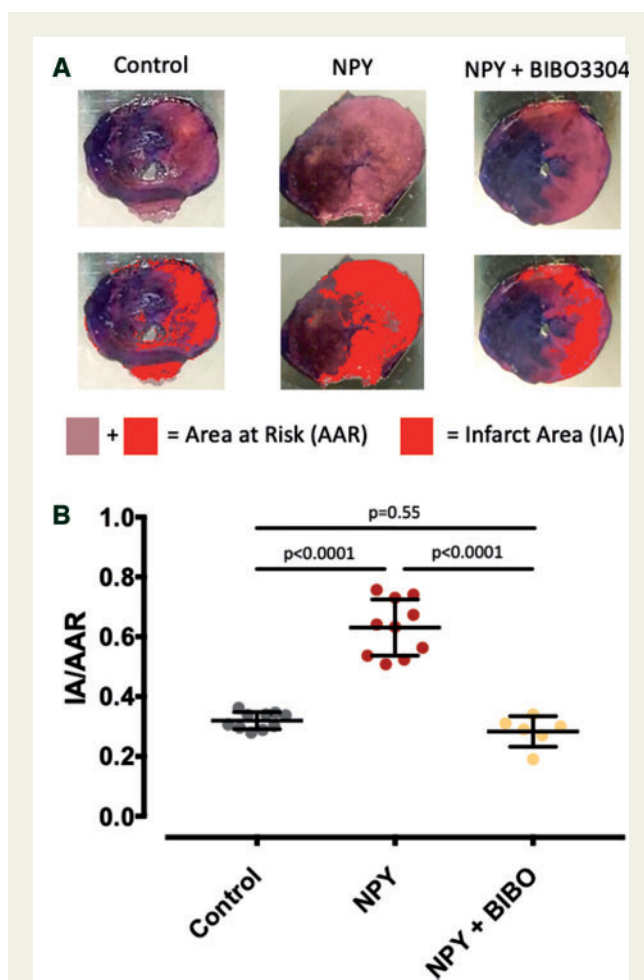 A
Control NPY NPY + BIBO3304
+ = Area at Risk (AAR) = Infarct Area (IA)
B
p=0.55
p<0.0001 p<0.0001
IA/AAR
1.0
0.8
0.6
0.4
0.2
0.0
Control NPY NPY + BIBO